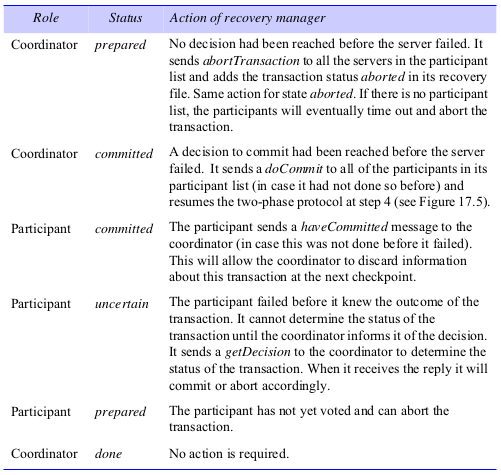 Role Status Action of recovery manager
Coordinator prepared No decision had been reached before the server failed. It
sends abortTransaction to all the servers in the participant
list and adds the transaction status aborted in its recovery
file. Same action for state aborted. If there is no participant
list, the participants will eventually time out and abort the
transaction.
Coordinator committed A decision to commit had been reached before the server
failed. It sends a doCommit to all of the participants in its
participant list (in case it had not done so before) and
resumes the two-phase protocol at step 4 (see Figure 17.5).
Participant committed The participant sends a haveCommitted message to the
coordinator (in case this was not done before it failed).
This will allow the coordinator to discard information
about this transaction at the next checkpoint.
Participant uncertain The participant failed before it knew the outcome of the
transaction. It cannot determine the status of the
transaction until the coordinator informs it of the decision.
It sends a getDecision to the coordinator to determine the
status of the transaction. When it receives the reply it will
commit or abort accordingly.
Participant prepared The participant has not yet voted and can abort the
transaction.
Coordinator done No action is required.